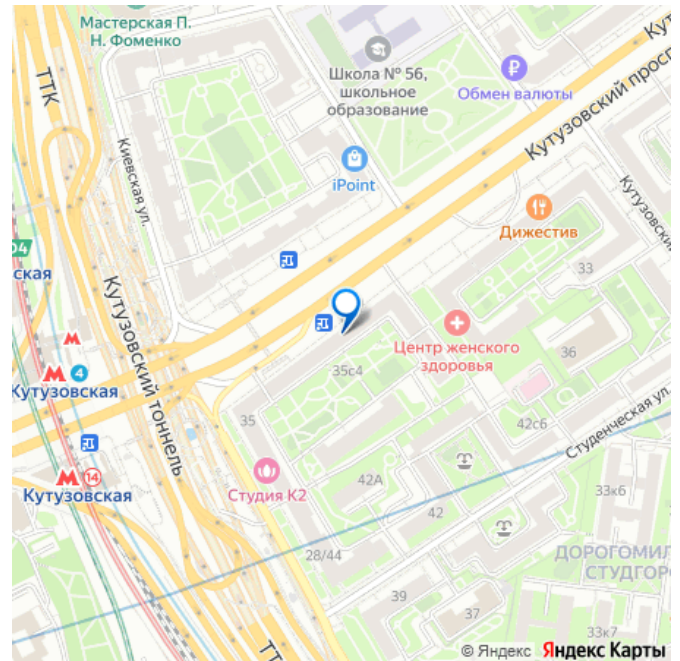 Мастерская П.
Н. Фоменко
ТТК
Школа № 56,
школьное
образование
Обмен валюты
Кут
Кутузовский просп
Киевская ул.
iPoint
Дижестив
Кутузовский
04
ская
33
Кутузовский тоннель
М
М 4
Кутузовская
Центр женского
здоровья
36
35с4
35
42с6
Студенческая ул.
М 14
Кутузовская
Студия К2
42А
42
33к6
28/44
ДОРОГОМИЛ
СТУДГОР
39
37
33к7
ТТ
© Яндекс Яндекс Карты